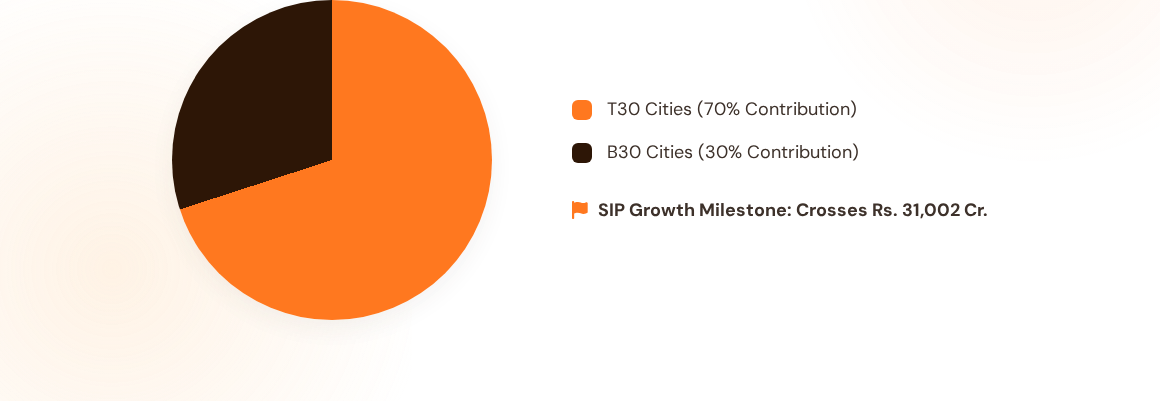 T30 Cities (70% Contribution)
B30 Cities (30% Contribution)
SIP Growth Milestone: Crosses Rs. 31,002 Cr.